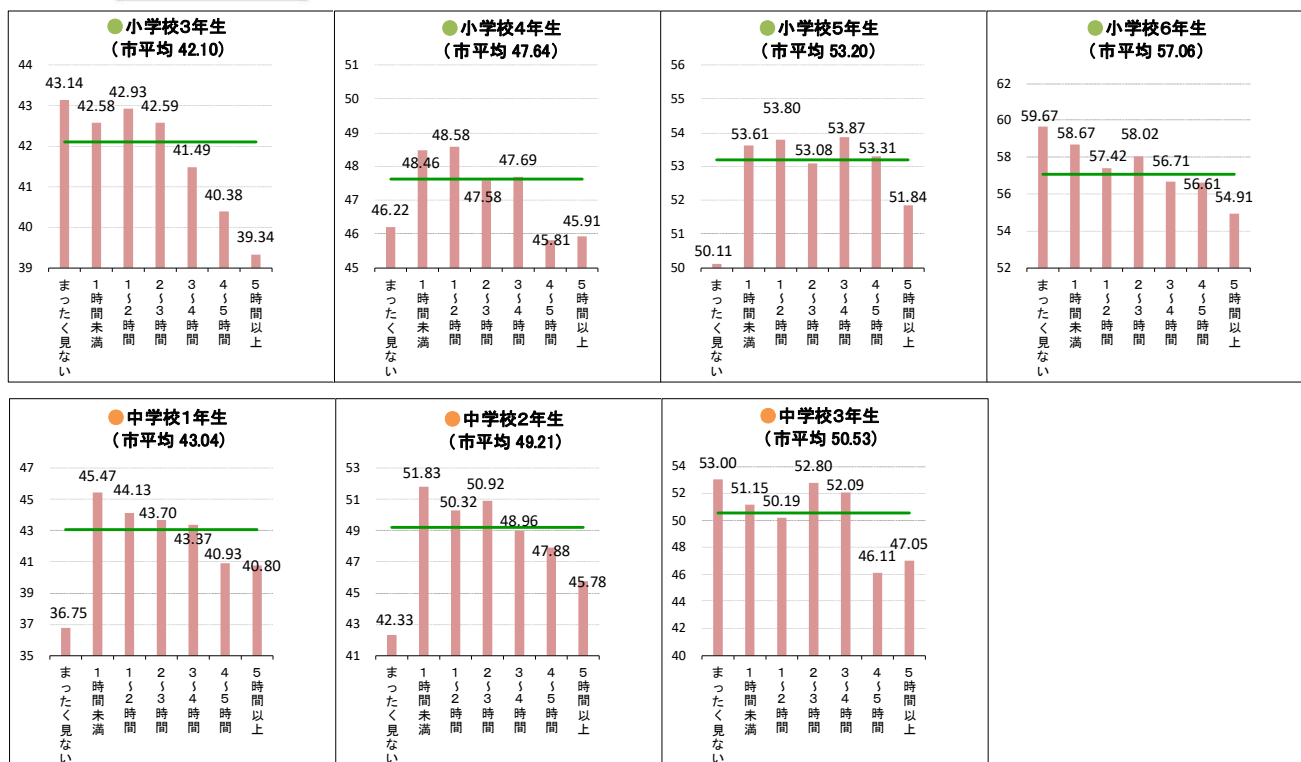 ●小学校3年生
(市平均 42.10)
44
43
42
41
40
39
43.14
42.58
42.93
42.59
41.49
40.38
39.34
まったく見ない
1時間未満
1～2時間
2～3時間
3～4時間
4～5時間
5時間以上
●小学校4年生
(市平均 47.64)
51
50
49
48
47
46
45
46.22
48.46
48.58
47.58
47.69
45.81
45.91
まったく見ない
1時間未満
1～2時間
2～3時間
3～4時間
4～5時間
5時間以上
●小学校5年生
(市平均 53.20)
56
55
54
53
52
51
50
50.11
53.61
53.80
53.08
53.87
53.31
51.84
まったく見ない
1時間未満
1～2時間
2～3時間
3～4時間
4～5時間
5時間以上
●小学校6年生
(市平均 57.06)
62
60
58
56
54
52
59.67
58.67
57.42
58.02
56.71
56.61
54.91
まったく見ない
1時間未満
1～2時間
2～3時間
3～4時間
4～5時間
5時間以上
●中学校1年生
(市平均 43.04)
47
45
43
41
39
37
35
36.75
45.47
44.13
43.70
43.37
40.93
40.80
まったく見ない
1時間未満
1～2時間
2～3時間
3～4時間
4～5時間
5時間以上
●中学校2年生
(市平均 49.21)
53
51
49
47
45
43
41
42.33
51.83
50.32
50.92
48.96
47.88
45.78
まったく見ない
1時間未満
1～2時間
2～3時間
3～4時間
4～5時間
5時間以上
●中学校3年生
(市平均 50.53)
54
52
50
48
46
44
42
40
53.00
51.15
50.19
52.80
52.09
46.11
47.05
まったく見ない
1時間未満
1～2時間
2～3時間
3～4時間
4～5時間
5時間以上